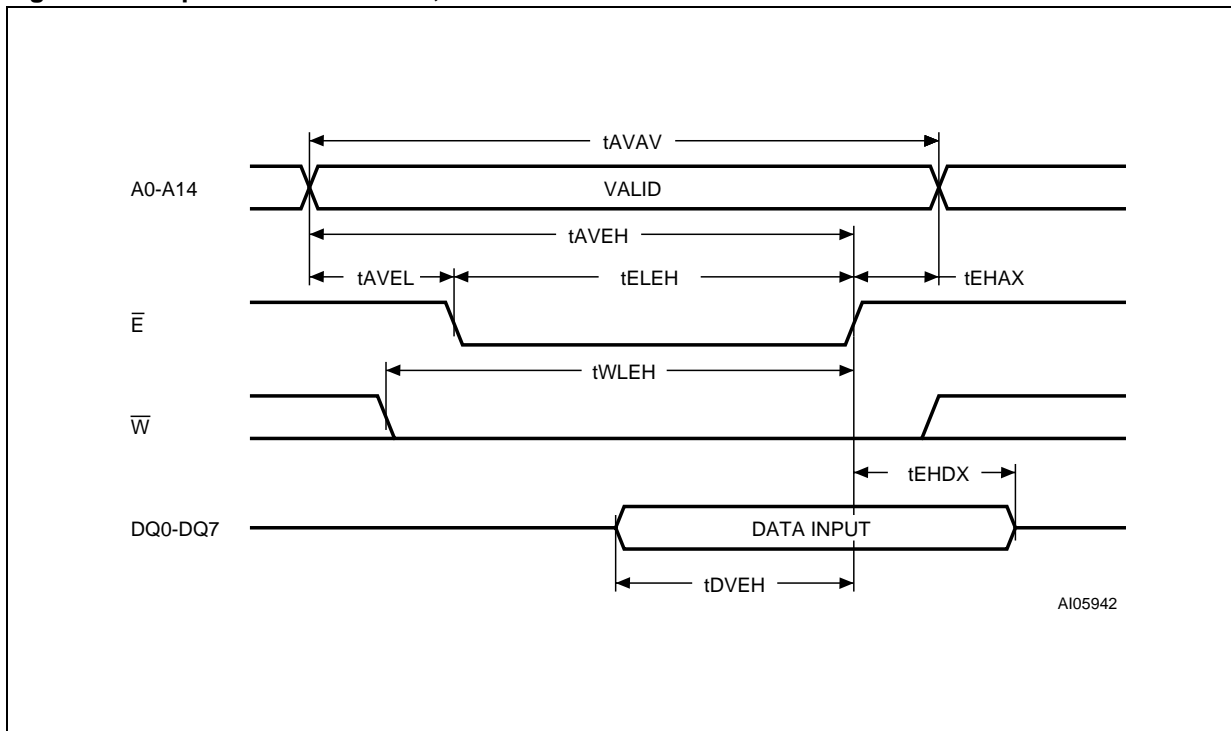 tAVAV
A0-A14
VALID
tAVEH
tAVEL
tELEH
tEHAX
E
tWLEH
W
tEHDX
DQ0-DQ7
DATA INPUT
tDVEH
AI05942